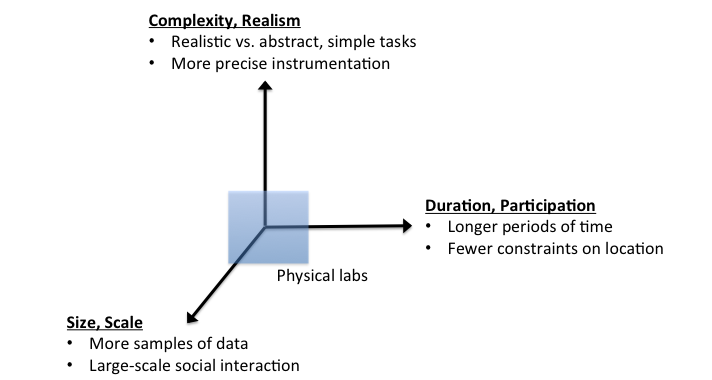 Complexity, Realism
• Realistic vs. abstract, simple tasks
• More precise instrumentation
Duration, Participation
• Longer periods of time
• Fewer constraints on location
Physical labs
Size, Scale
• More samples of data
• Large-scale social interaction